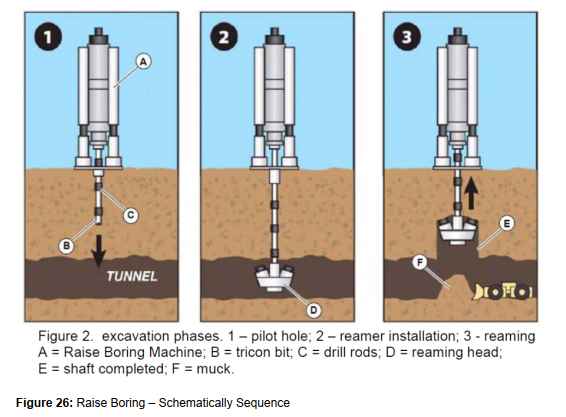 1
2
3
A
C
B
TUNNEL
D
E
F
Figure 2.  excavation phases. 1 – pilot hole; 2 – reamer installation; 3 - reaming
A = Raise Boring Machine; B = tricon bit; C = drill rods; D = reaming head;
E = shaft completed; F = muck.
Figure 26: Raise Boring – Schematically Sequence